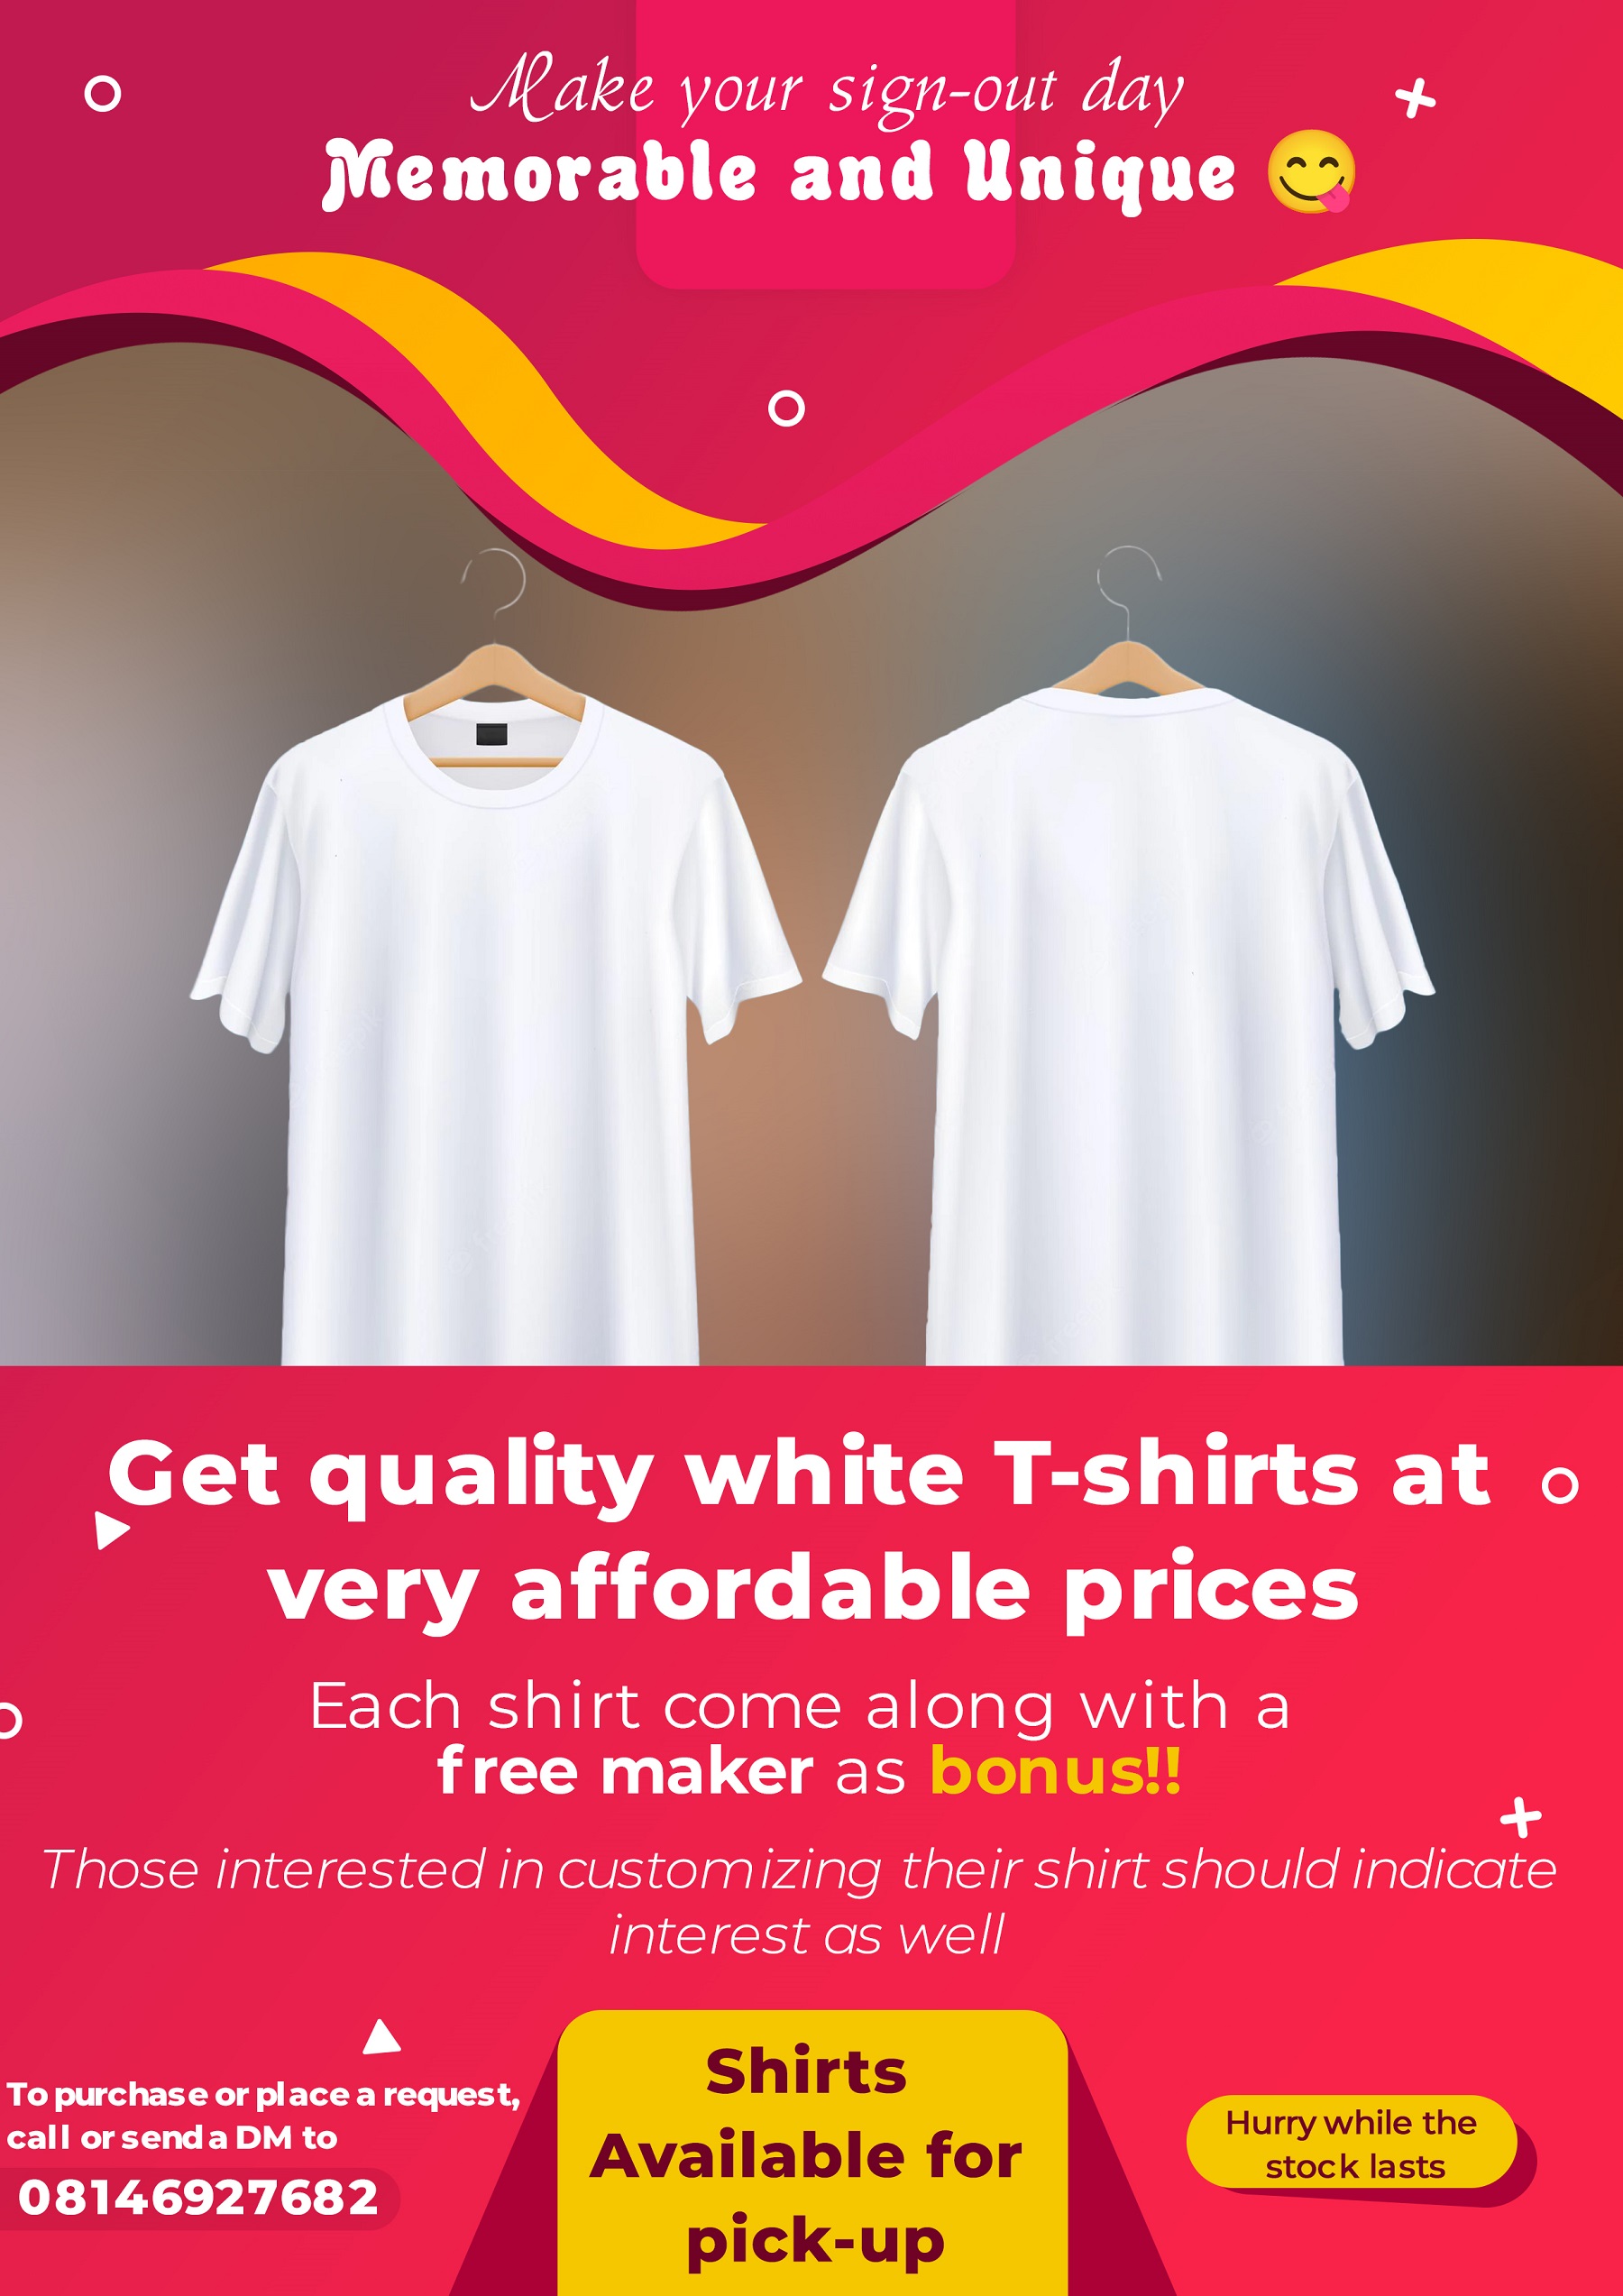 Make your sign-out day
Memorable and Unique 😋
Get quality white T-shirts at
very affordable prices
Each shirt come along with a
free maker as bonus!!
Those interested in customizing their shirt should indicate
interest as well
To purchase or place a request,
call or send a DM to
08146927682
Shirts
Available for
pick-up
Hurry while the
stock lasts